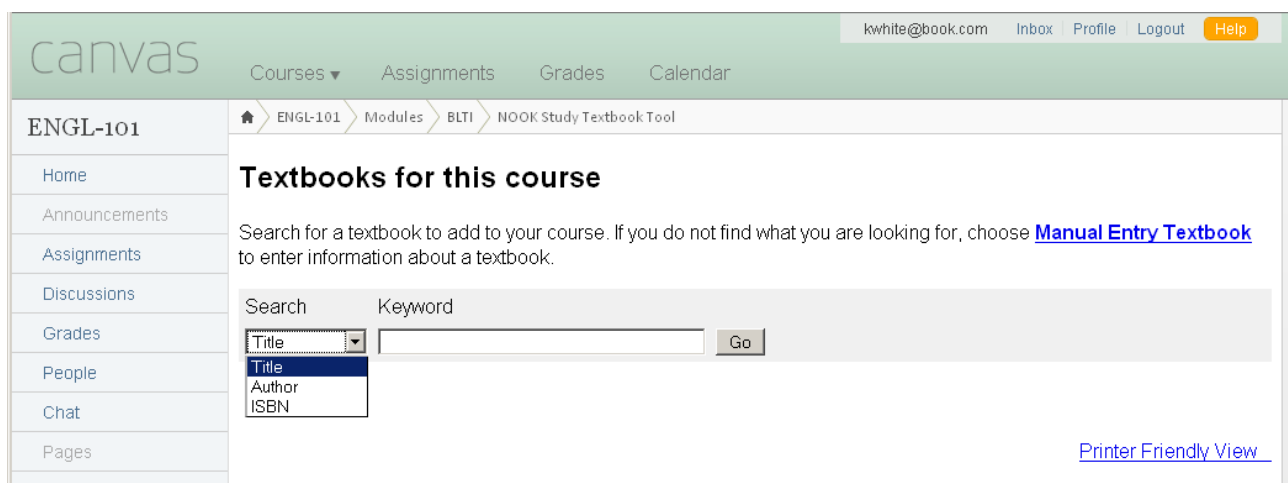 kwhite@book.com Inbox Profile Logout Help
canvas
Courses ▾ Assignments Grades Calendar
ENGL-101
ENGL-101 Modules BLTI NOOK Study Textbook Tool
Home
Announcements
Assignments
Discussions
Grades
People
Chat
Pages
Textbooks for this course
Search for a textbook to add to your course. If you do not find what you are looking for, choose Manual Entry Textbook
to enter information about a textbook.
Search Keyword
Title Go
Title
Author
ISBN
Printer Friendly View